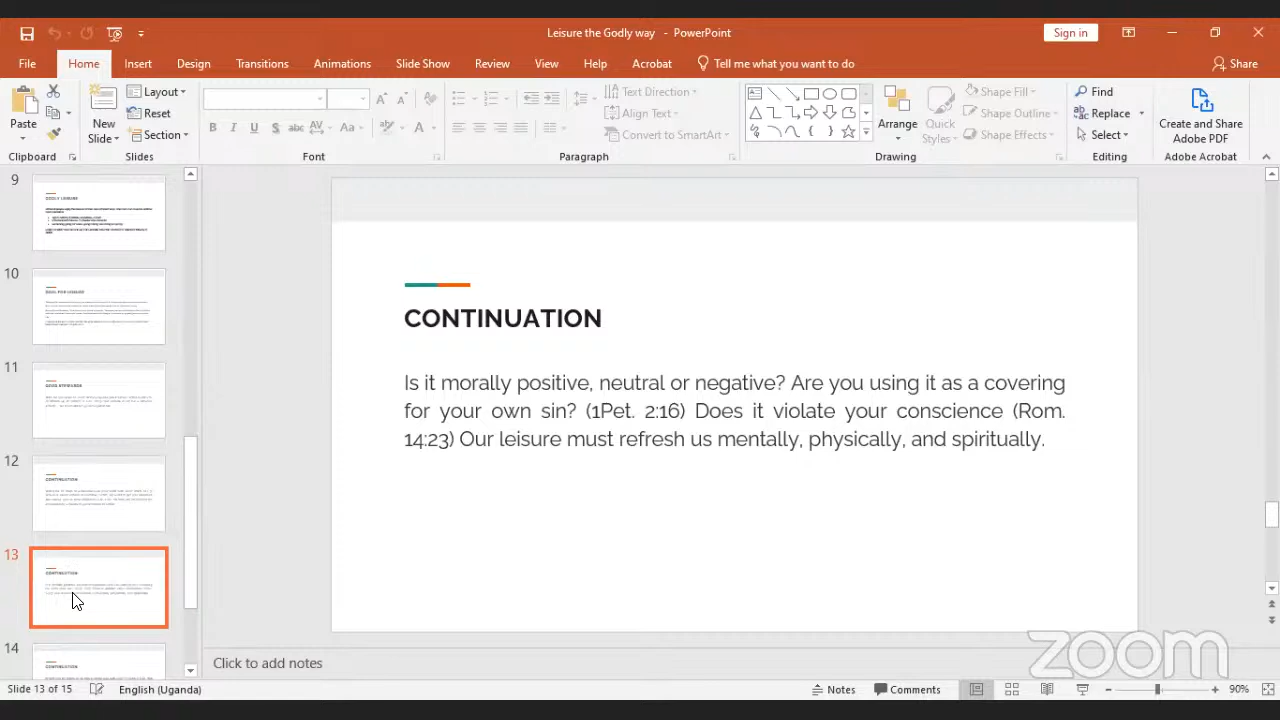 Leisure the Godly way - PowerPoint
Sign in
File Home Insert Design Transitions Animations Slide Show Review View Help Acrobat Tell me what you want to do Share
Paste
Clipboard
New Slide
Layout
Reset
Section
Slides
Font
Text Direction
Align Text
Convert to SmartArt
Paragraph
Arrange
Quick Styles
Shape Fill
Shape Outline
Shape Effects
Drawing
Find
Replace
Select
Editing
Create and Share
Adobe PDF
Adobe Acrobat
9
GODLY LEISURE
10
11
12
CONTINUATION
13
CONTINUATION
14
CONTINUATION
CONTINUATION
Is it morally positive, neutral or negative? Are you using it as a covering
for your own sin? (1Pet. 2:16) Does it violate your conscience (Rom.
14:23) Our leisure must refresh us mentally, physically, and spiritually.
Click to add notes
zoom
Slide 13 of 15 English (Uganda) Notes Comments 90%